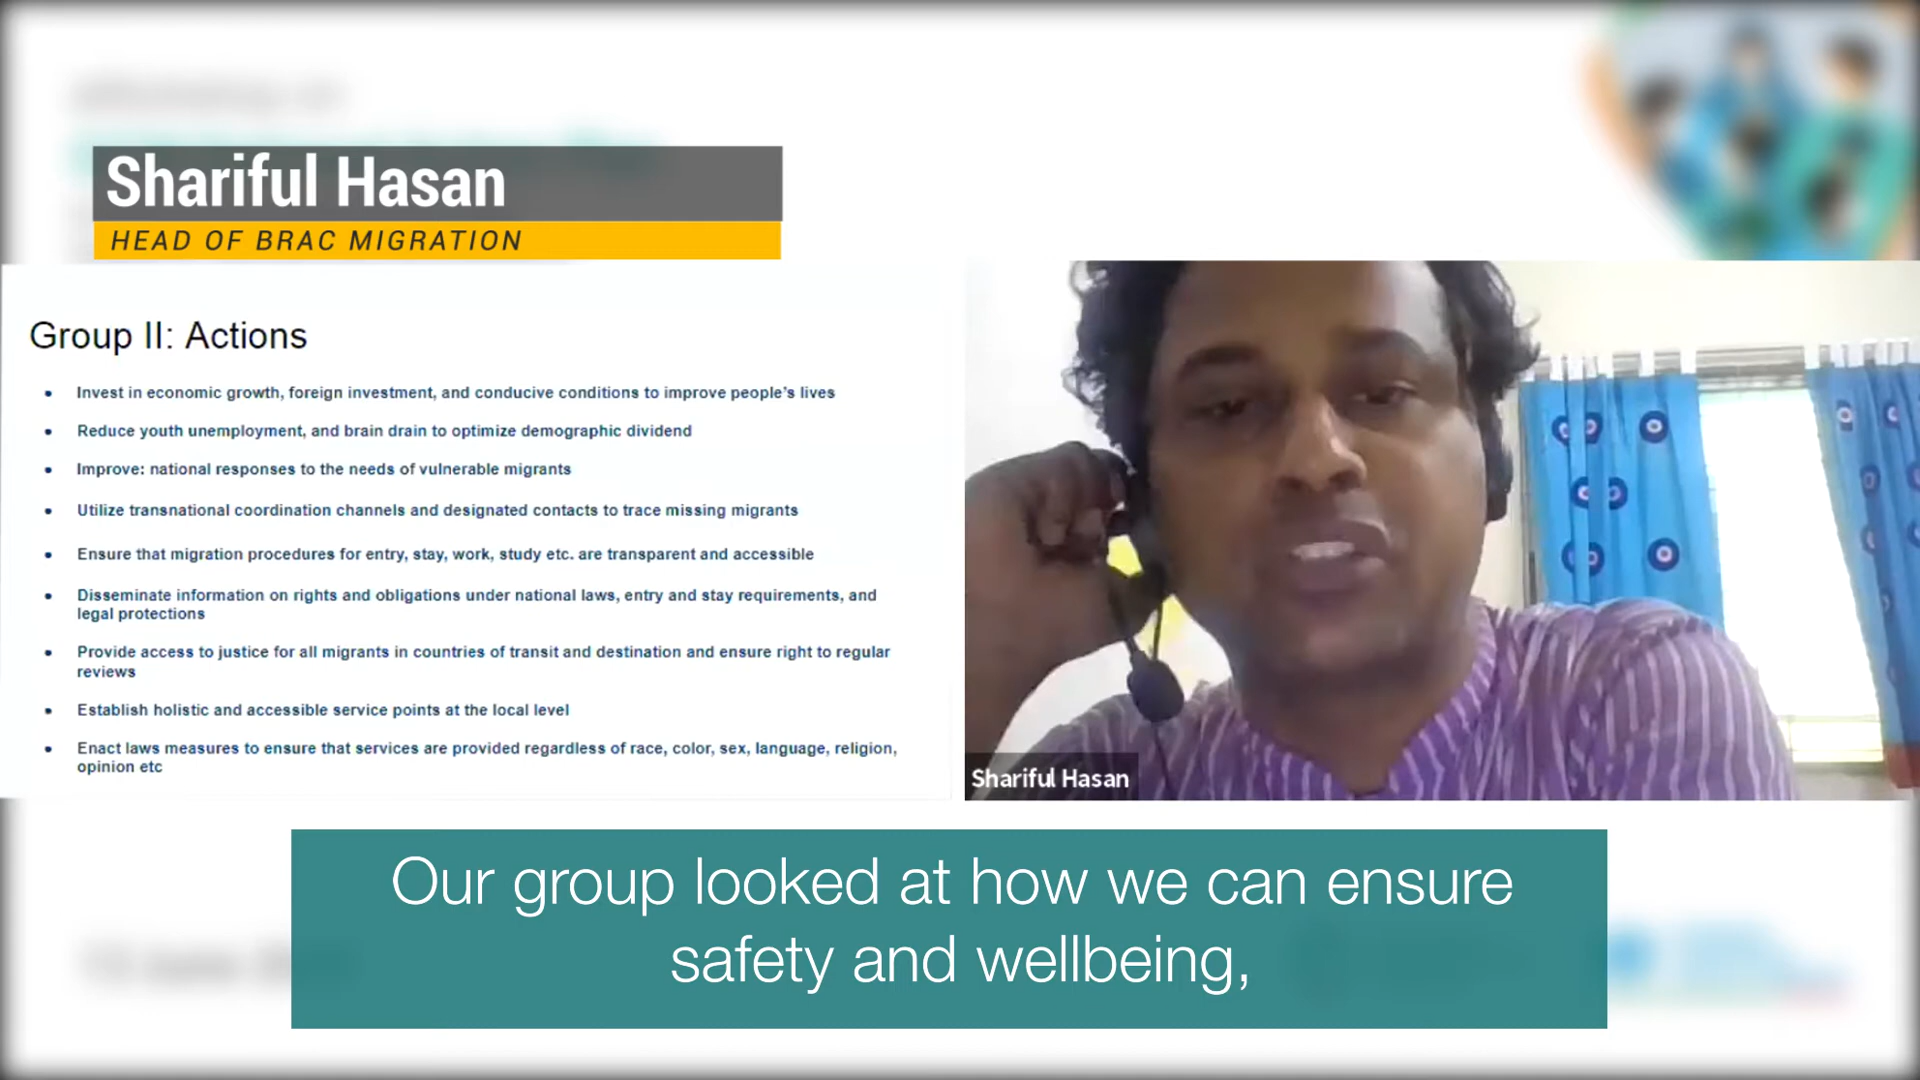 Shariful Hasan
HEAD OF BRAC MIGRATION
Group II: Actions
• Invest in economic growth, foreign investment, and conducive conditions to improve people's lives
• Reduce youth unemployment, and brain drain to optimize demographic dividend
• Improve: national responses to the needs of vulnerable migrants
• Utilize transnational coordination channels and designated contacts to trace missing migrants
• Ensure that migration procedures for entry, stay, work, study etc. are transparent and accessible
• Disseminate information on rights and obligations under national laws, entry and stay requirements, and
legal protections
• Provide access to justice for all migrants in countries of transit and destination and ensure right to regular
reviews
• Establish holistic and accessible service points at the local level
• Enact laws measures to ensure that services are provided regardless of race, color, sex, language, religion,
opinion etc
Shariful Hasan
Our group looked at how we can ensure
safety and wellbeing,